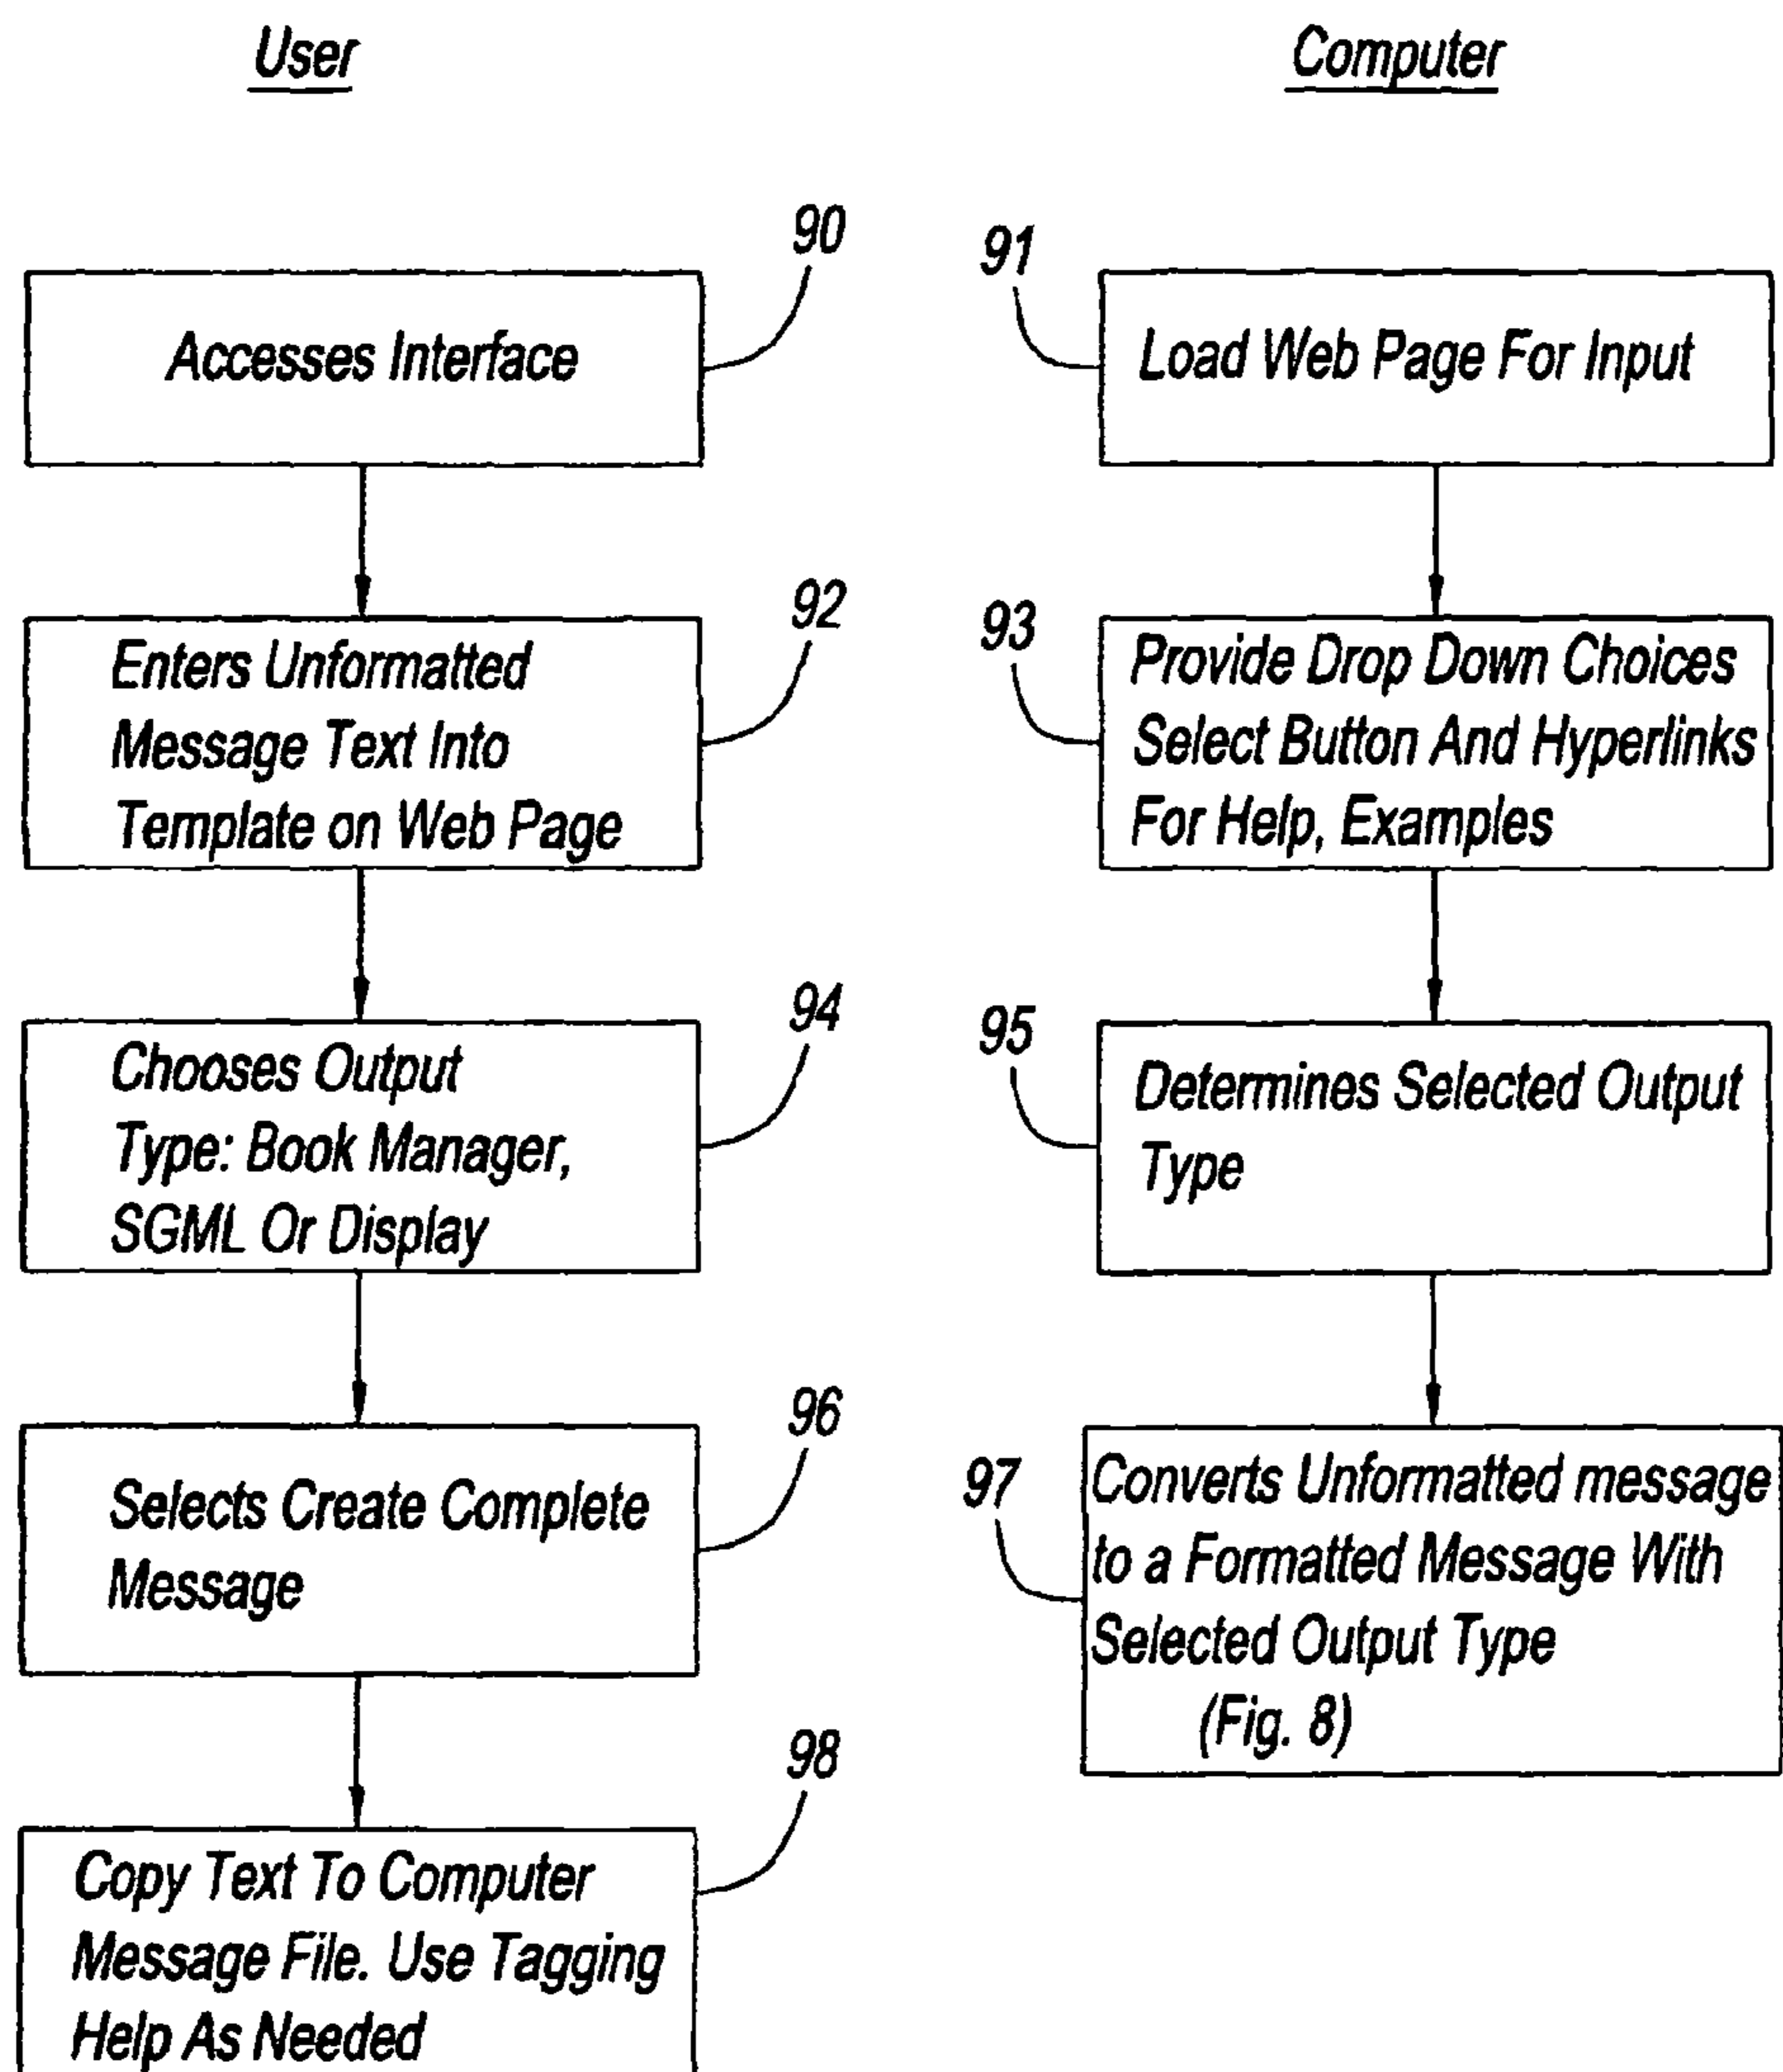 User
Computer
90
Accesses Interface
91
Load Web Page For Input
92
Enters Unformatted
Message Text Into
Template on Web Page
93
Provide Drop Down Choices
Select Button And Hyperlinks
For Help, Examples
94
Chooses Output
Type: Book Manager,
SGML Or Display
95
Determines Selected Output
Type
96
Selects Create Complete
Message
97
Converts Unformatted message
to a Formatted Message With
Selected Output Type
(Fig. 8)
98
Copy Text To Computer
Message File. Use Tagging
Help As Needed